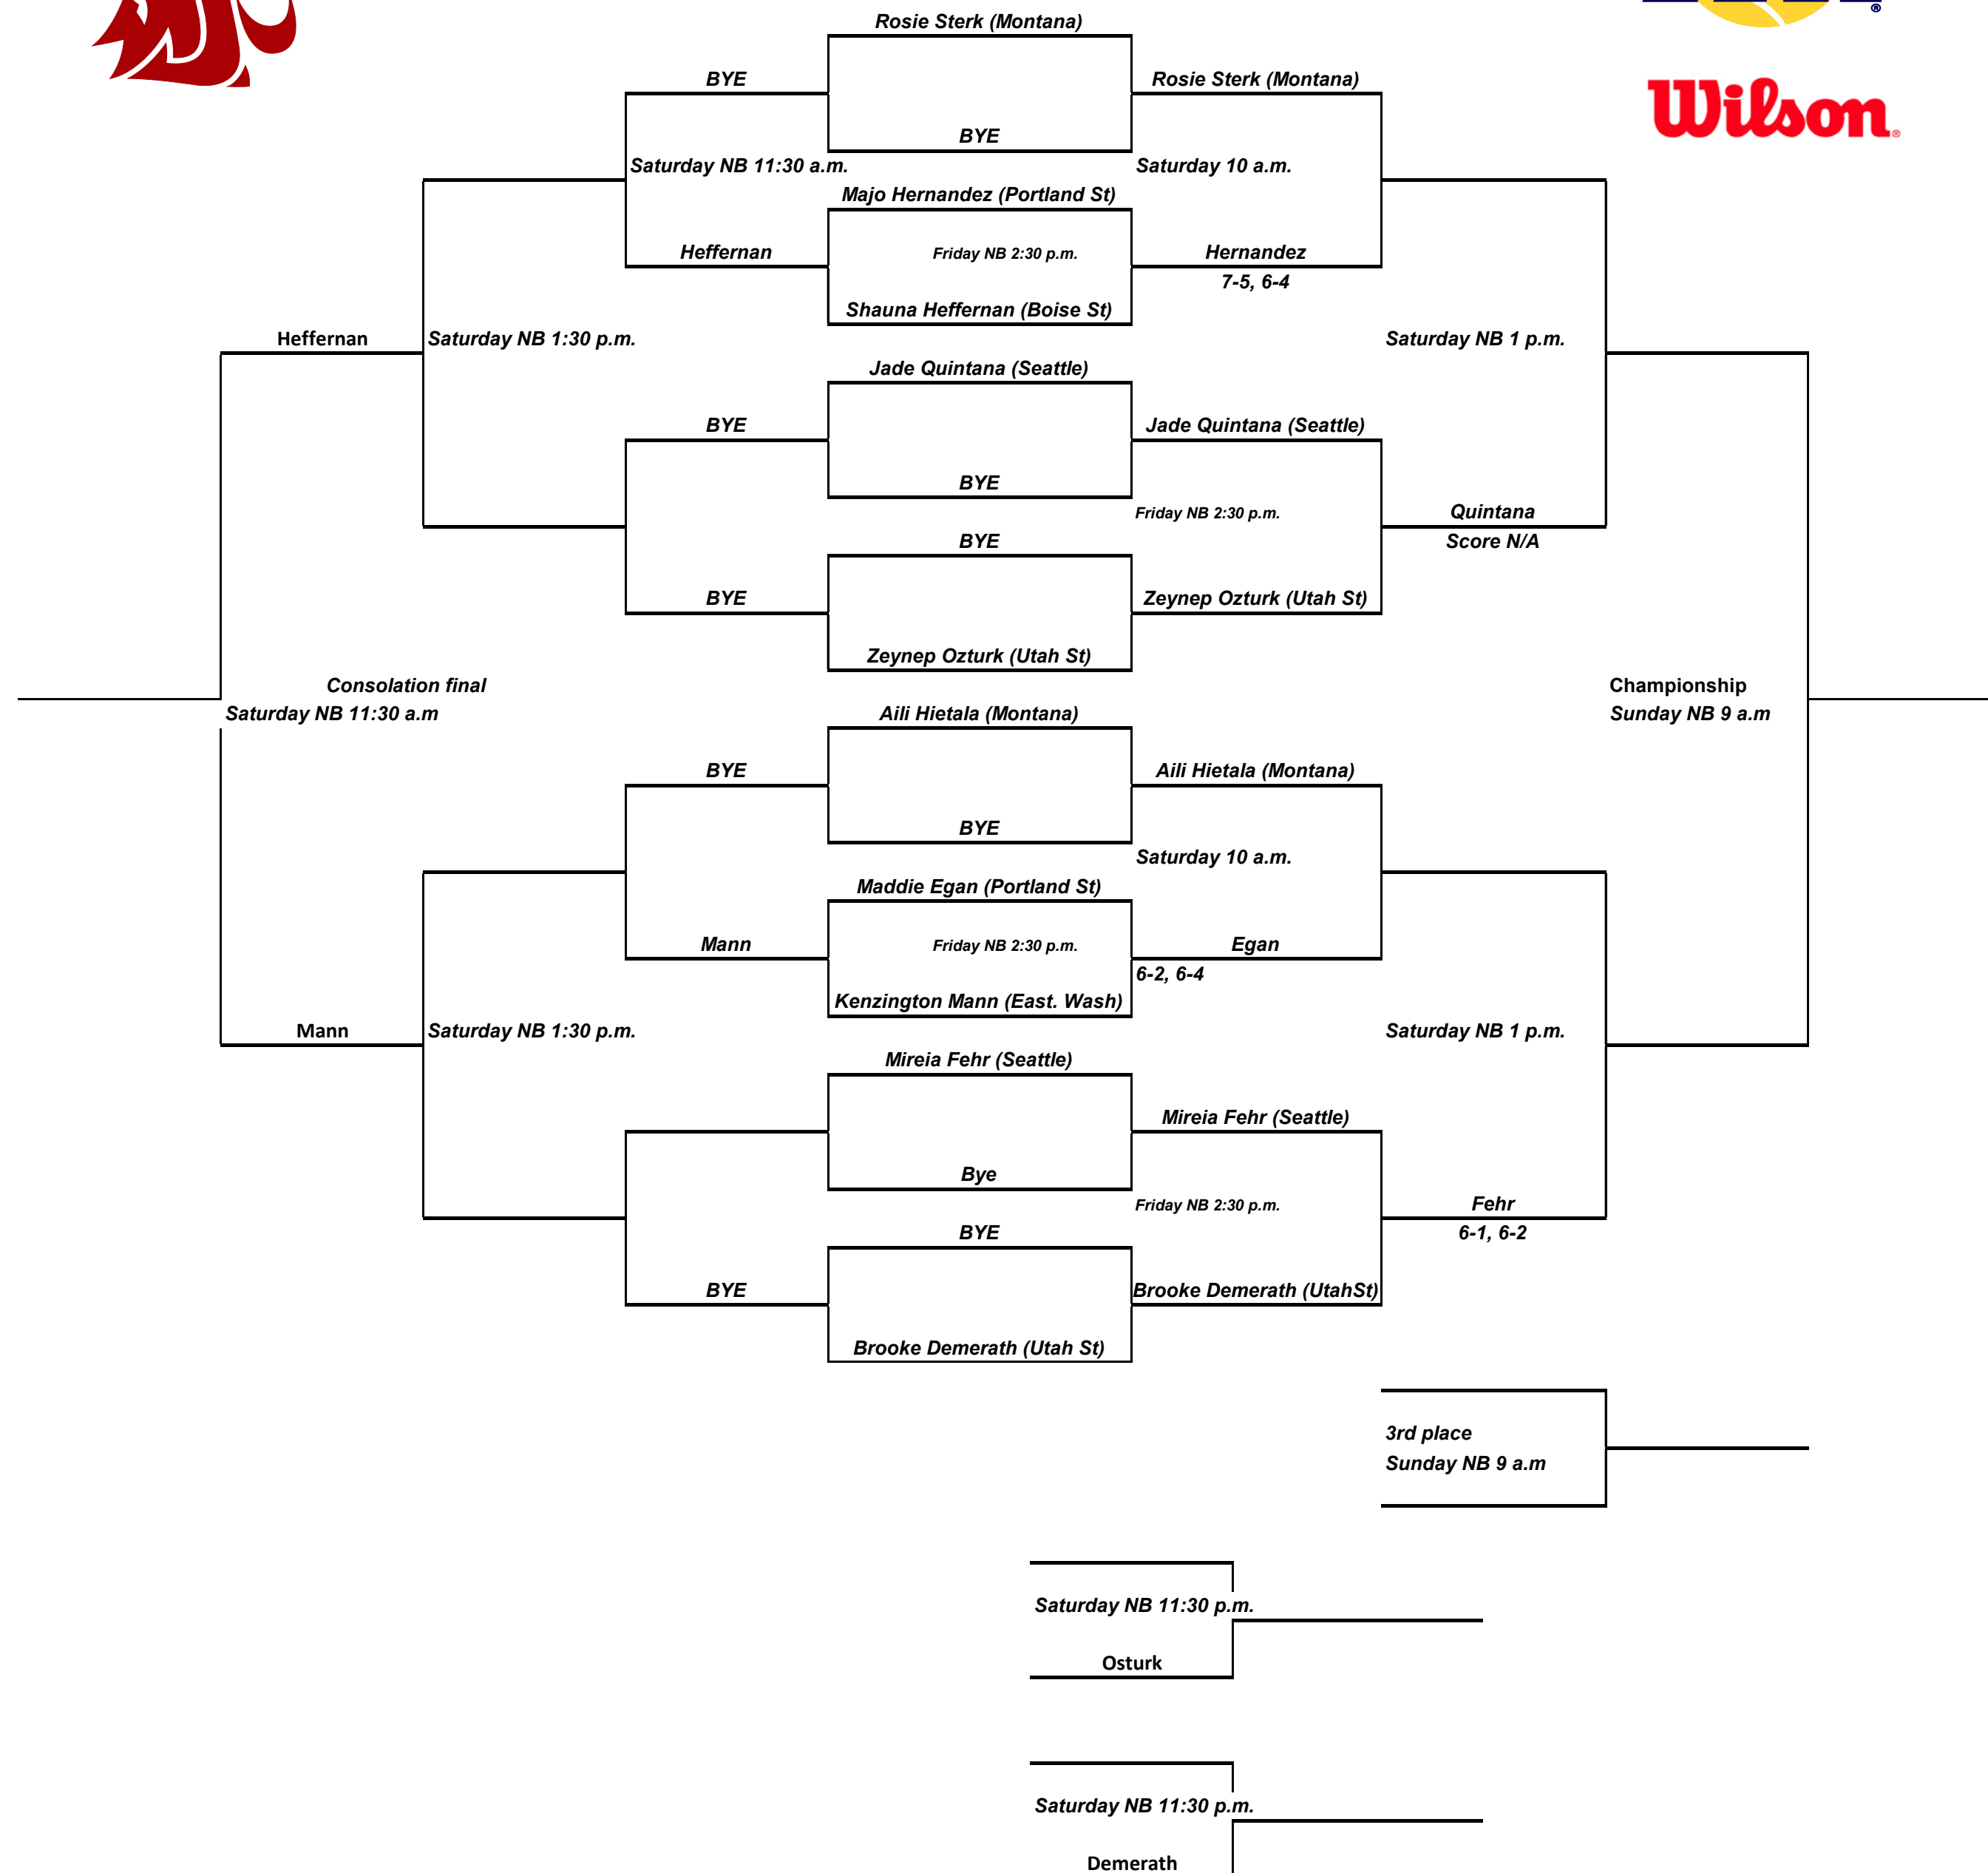 Rosie Sterk (Montana)
BYE
Rosie Sterk (Montana)
Wilson
BYE
Saturday NB 11:30 a.m.
Saturday 10 a.m.
Majo Hernandez (Portland St)
Heffernan
Friday NB 2:30 p.m.
Hernandez
7-5, 6-4
Shauna Heffernan (Boise St)
Heffernan
Saturday NB 1:30 p.m.
Saturday NB 1 p.m.
Jade Quintana (Seattle)
BYE
Jade Quintana (Seattle)
BYE
Friday NB 2:30 p.m.
Quintana
BYE
Score N/A
BYE
Zeynep Ozturk (Utah St)
Zeynep Ozturk (Utah St)
Consolation final
Championship
Saturday NB 11:30 a.m
Aili Hietala (Montana)
Sunday NB 9 a.m
BYE
Aili Hietala (Montana)
BYE
Saturday 10 a.m.
Maddie Egan (Portland St)
Mann
Friday NB 2:30 p.m.
Egan
6-2, 6-4
Kenzington Mann (East. Wash)
Mann
Saturday NB 1:30 p.m.
Saturday NB 1 p.m.
Mireia Fehr (Seattle)
Mireia Fehr (Seattle)
Bye
Friday NB 2:30 p.m.
Fehr
BYE
6-1, 6-2
BYE
Brooke Demerath (UtahSt)
Brooke Demerath (Utah St)
3rd place
Sunday NB 9 a.m
Saturday NB 11:30 p.m.
Osturk
Saturday NB 11:30 p.m.
Demerath